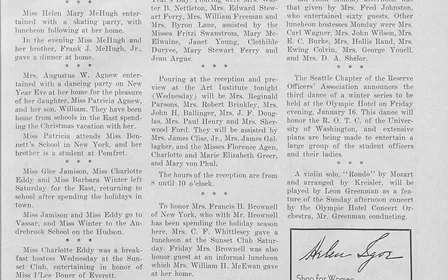 Miss Helen Mary McHugh enter-
tained with a skating party, with
luncheon following at home.
In the evening Miss McHugh and
her brother, Frank J. McHugh, Jr.,
gave a dinner at home.
* * *
Mrs. Augustus W. Agnew enter-
tained with a dancing party on New
Year Eve at her home for the pleasure
of her daughter, Miss Patricia Agnew,
and her son, William. They have been
home from schools in the East spend-
ing the Christmas vacation with her.
Miss Patricia attends Miss Ben-
nett's School in New York, and her
brother is a student at Pomfret.
* * *
Miss Glee Jamison, Miss Charlotte
Eddy and Miss Barbara Winter left
Saturday for the East, returning to
school after spending the holidays in
town.
Miss Jamison and Miss Eddy go to
Vassar, and Miss Winter to the An-
drebrook School on the Hudson.
* * *
Miss Charlotte Eddy was a break-
fast hostess Wednesday at the Sun-
set Club, entertaining in honor of
Miss I'Lee Boner of Everett.
ter B. Nettleton, Mrs. Edward Stew-
art Ferry, Mrs. William Freeman and
Mrs. Byron Lane, assisted by the
Misses Fritzi Swanstrom, Mary Mc-
Elwaine, Janet Young, Clothilde
Duryee, Mary Stewart Ferry and
Jean Argue.
* * *
Pouring at the reception and pre-
view at the Art Institute tonight
(Wednesday) will be Mrs. Reginald
Parsons, Mrs. Robert Brinkley, Mrs.
John H. Ballinger, Mrs. J. F. Doug-
las, Mrs. Paul Henry and Mrs. Sher-
wood Ford. They will be assisted by
Mrs. James Cline, Jr., Mrs. James Gal-
lagher, and the Misses Florence Agen,
Charlotte and Marie Elizabeth Greer,
and Mary von Phul.
The hours of the reception are from
8 until 10 o'clock.
* * *
To honor Mrs. Francis H. Brownell
of New York, who with Mr. Brownell
has been spending the holiday season
here, Mrs. C. F. Whittlesey gave a
luncheon at the Sunset Club Satur-
day. Friday Mrs. Brownell was also
honor guest at an informal luncheon
which Mrs. William H. McEwan gave
at her home.
that given by Mrs. Fred Johnston,
who entertained sixty guests. Other
luncheon hostesses Monday were Mrs.
Carl Wagner, Mrs. John Wilson, Mrs.
E. C. Burke, Mrs. Hollis Rand, Mrs.
Ewing Colvin, Mrs. George Youell and
Mrs. D. A. Shelor.
* * *
The Seattle Chapter of the Reserve
Officers' Association announces the
third dance of a winter series to be
held at the Olympic Hotel on Friday
evening, January 16. This dance will
honor the R. O. T. C. of the Univer-
sity of Washington, and extensive
plans are being made to entertain a
large group of the student officers
and their ladies.
* * *
A violin solo, "Rondo" by Mozart
and arranged by Kreisler, will be
played by Leon Greenman as a fea-
ture of the Sunday afternoon concert
by the Olympic Hotel Concert Or-
chestra, Mr. Greenman conducting.
Helen Igoe
Shop for Women